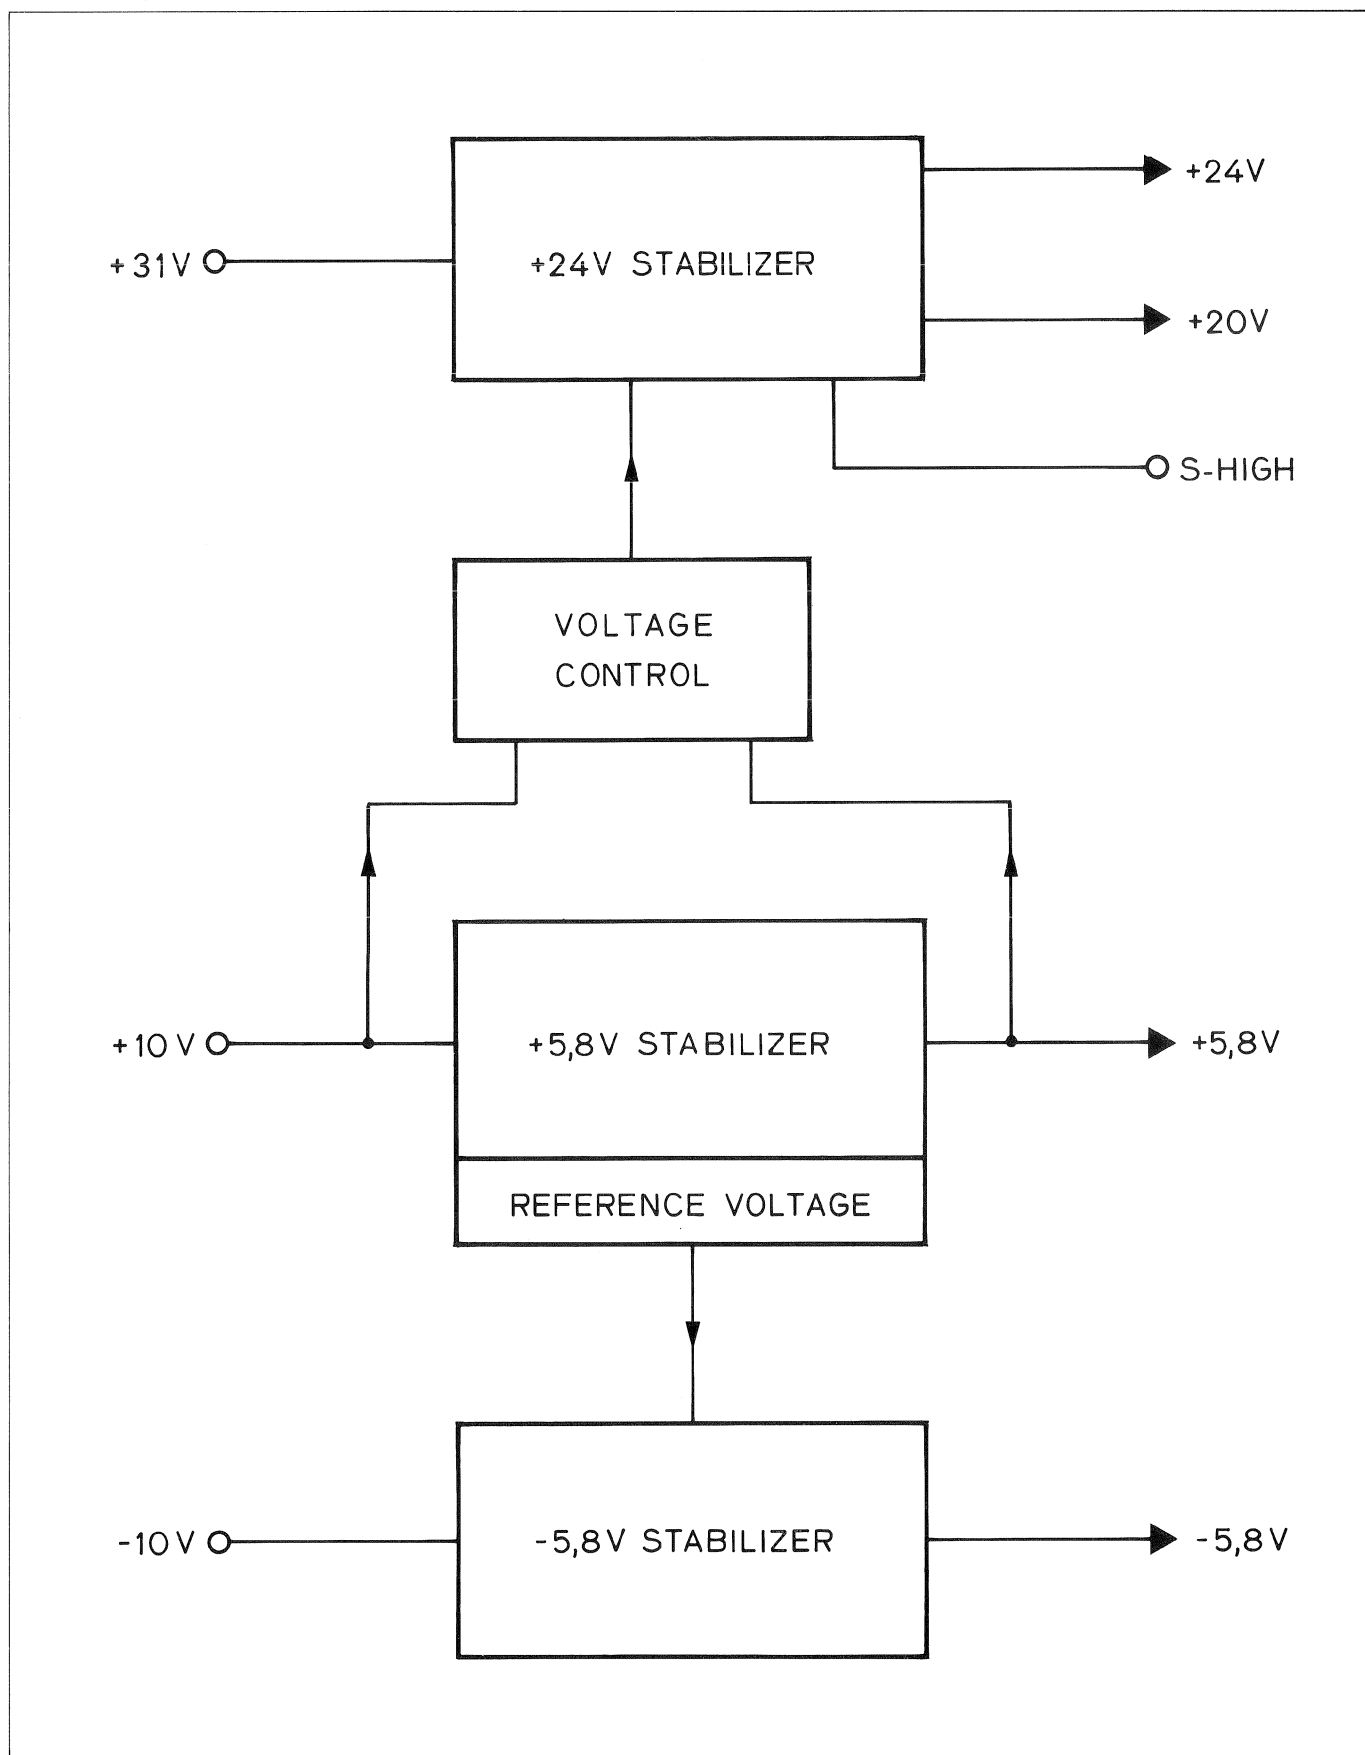 +24V
+31V
+24V STABILIZER
+20V
S-HIGH
VOLTAGE
CONTROL
+10V
+5,8V STABILIZER
+5,8V
REFERENCE VOLTAGE
-10V
-5,8V STABILIZER
-5,8V